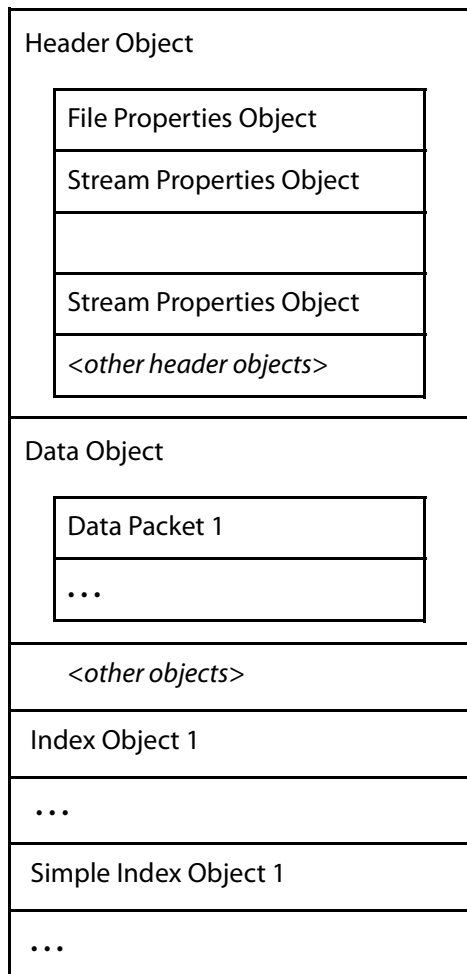 Header Object
File Properties Object
Stream Properties Object
Stream Properties Object
<other header objects>
Data Object
Data Packet 1
...
<other objects>
Index Object 1
...
Simple Index Object 1
...